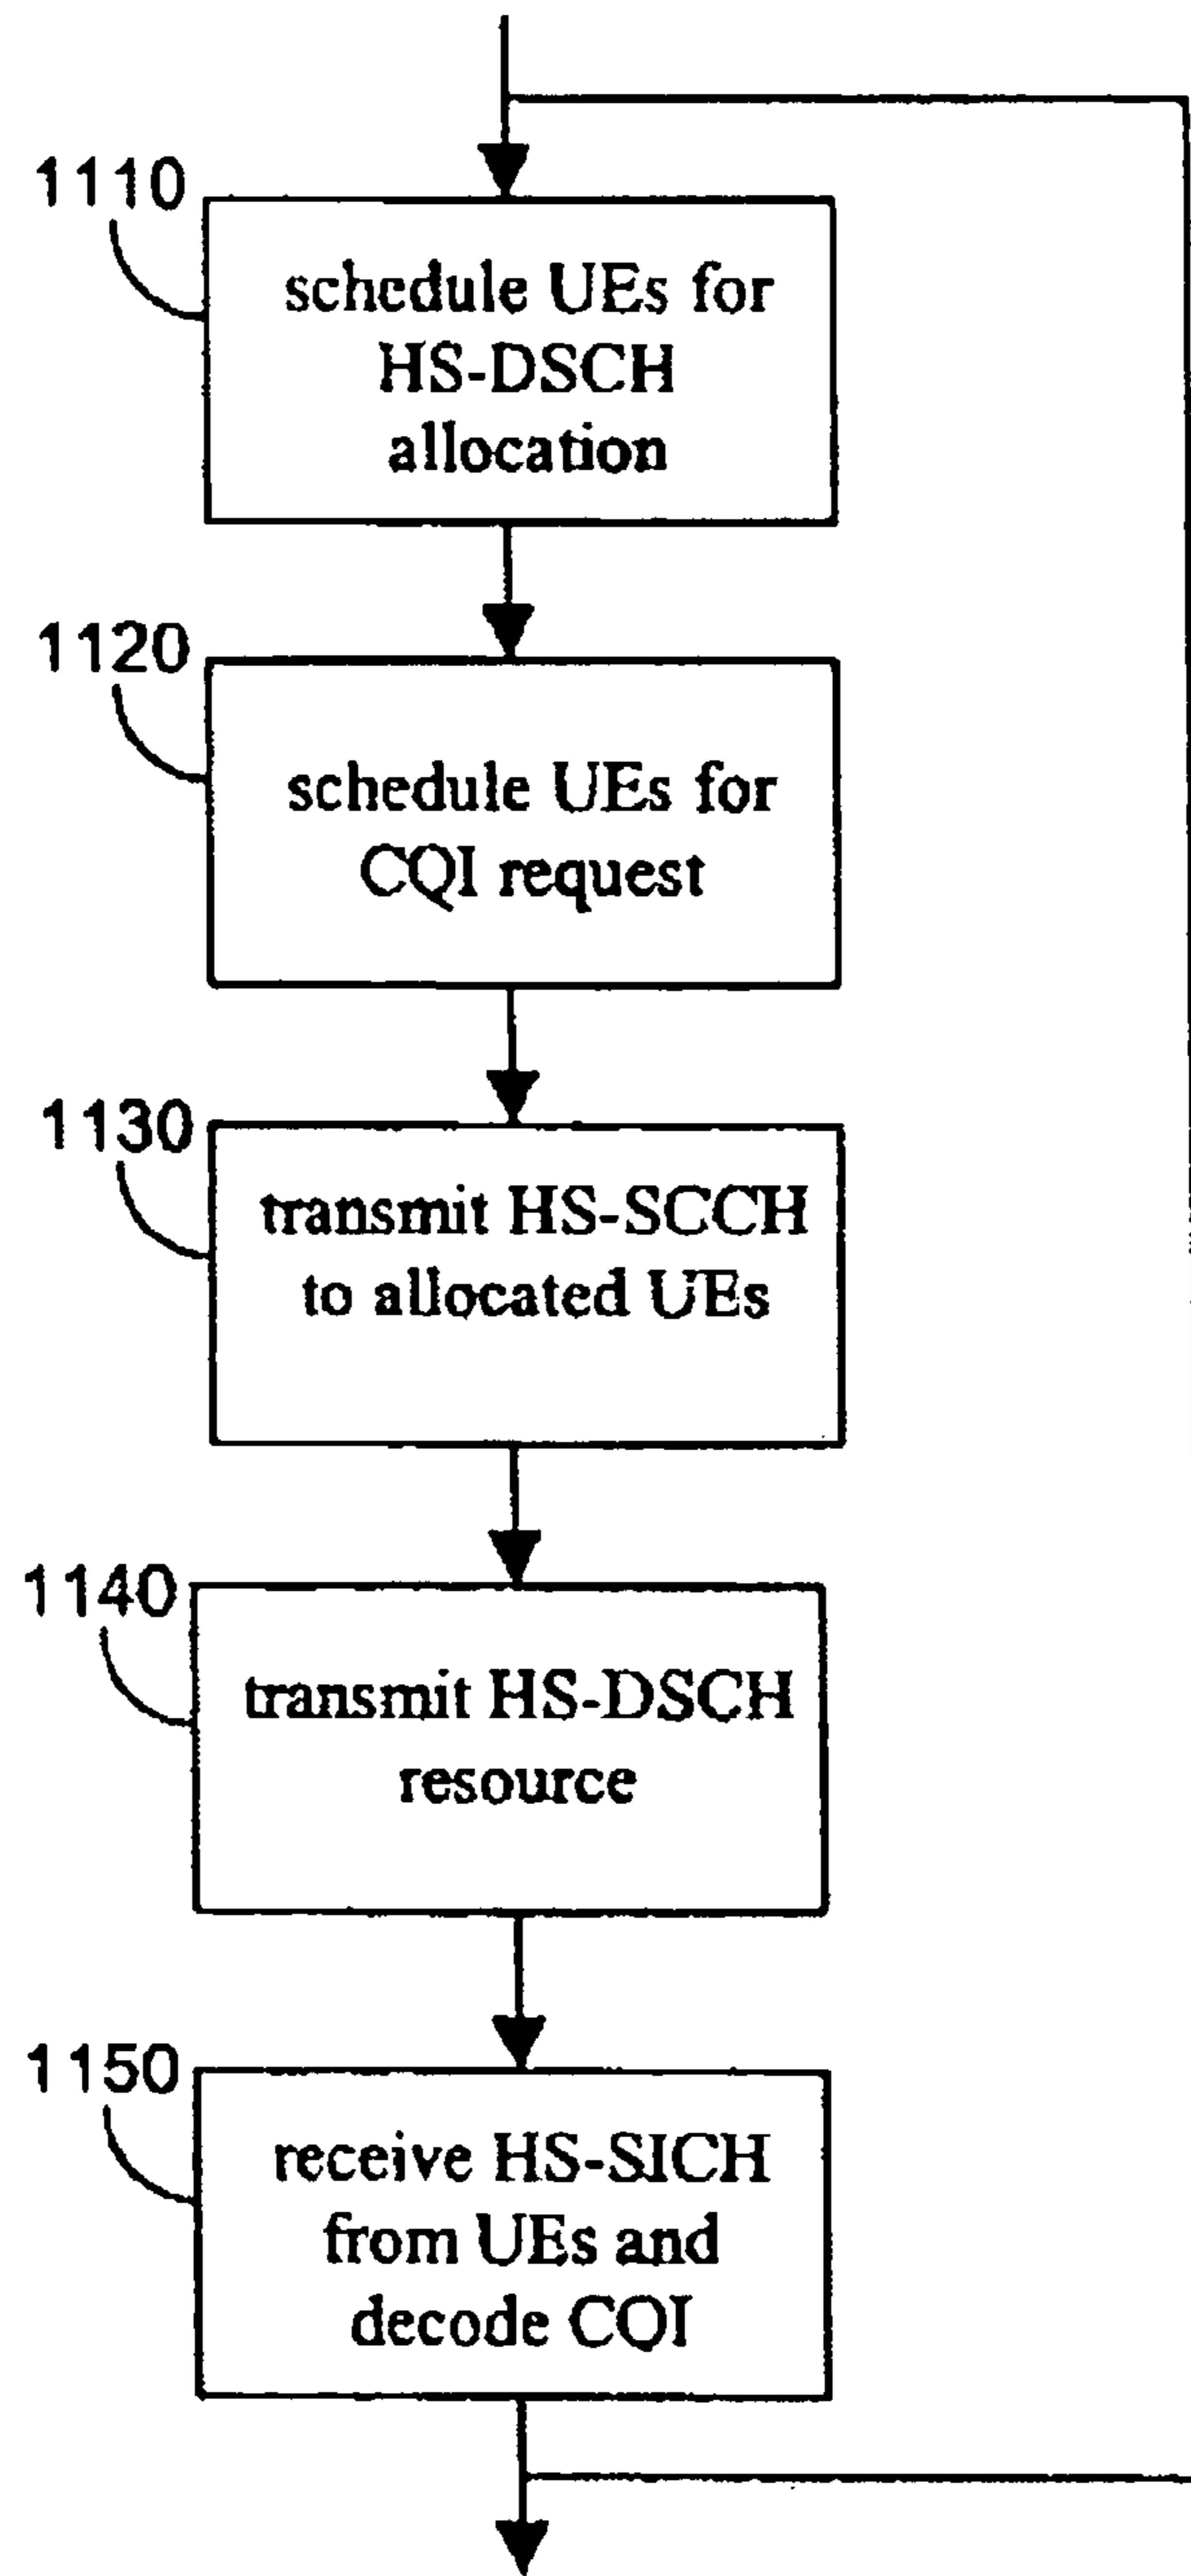 1110
schedule UEs for
HS-DSCH
allocation
1120
schedule UEs for
CQI request
1130
transmit HS-SCCH
to allocated UEs
1140
transmit HS-DSCH
resource
1150
receive HS-SICH
from UEs and
decode CQI